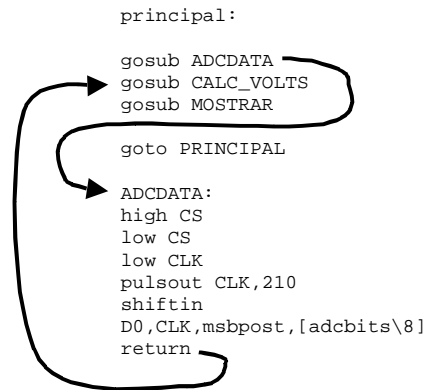 principal:
gosub ADCDATA
gosub CALC_VOLTS
gosub MOSTRAR
goto PRINCIPAL
ADCDATA:
high CS
low CS
low CLK
pulsout CLK,210
shiftin
D0,CLK,msbpost,[adcbits\8]
return